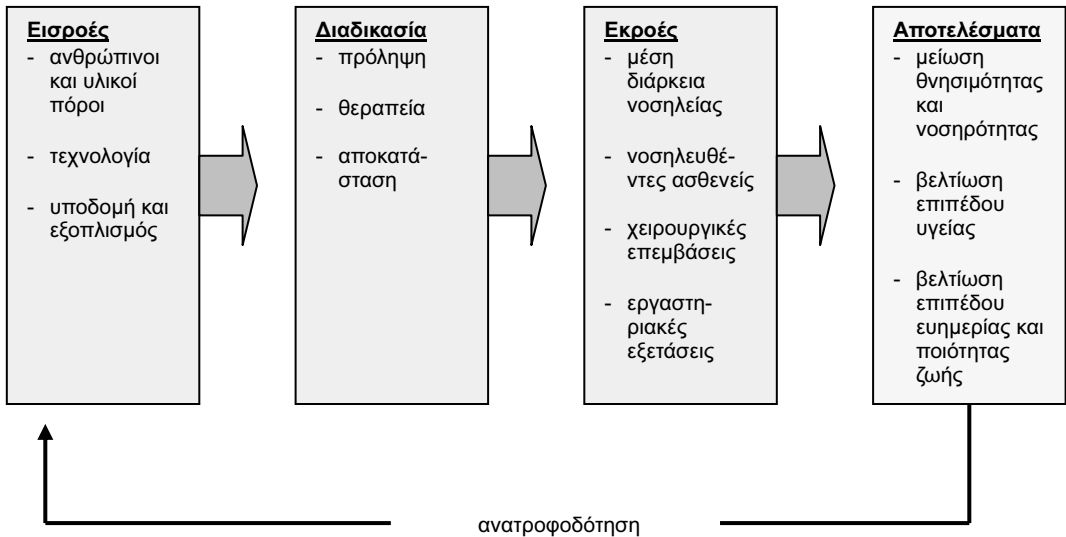 Εισροές
- ανθρώπινοι
και υλικοί
πόροι
- τεχνολογία
- υποδομή και
εξοπλισμός
Διαδικασία
- πρόληψη
- θεραπεία
- αποκατά-
σταση
Εκροές
- μέση
διάρκεια
νοσηλείας
- νοσηλευθέ-
ντες ασθενείς
- χειρουργικές
επεμβάσεις
- εργαστη-
ριακές
εξετάσεις
Αποτελέσματα
- μείωση
θνησιμότητας
και
νοσηρότητας
- βελτίωση
επιπέδου
υγείας
- βελτίωση
επιπέδου
ευημερίας και
ποιότητας
ζωής
ανατροφοδότηση